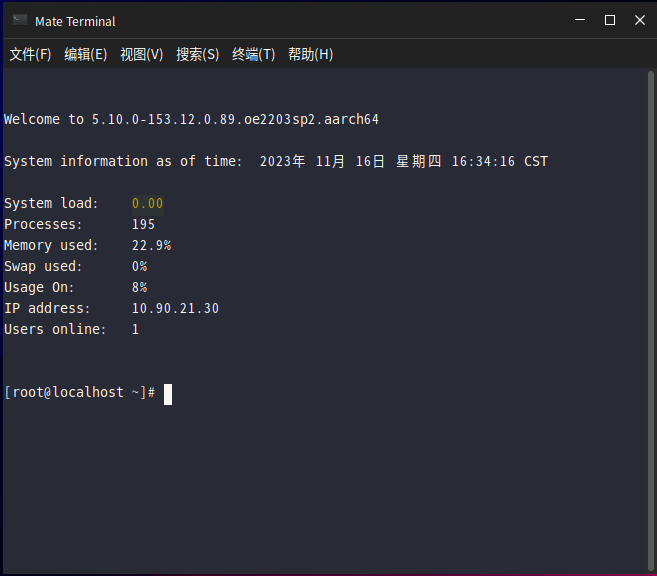 Mate Terminal
文件(F) 编辑(E) 视图(V) 搜索(S) 终端(T) 帮助(H)
Welcome to 5.10.0-153.12.0.89.oe2203sp2.aarch64
System information as of time:  2023年 11月 16日 星期四 16:34:16 CST
System load:    0.00
Processes:      195
Memory used:    22.9%
Swap used:      0%
Usage On:       8%
IP address:     10.90.21.30
Users online:   1
[root@localhost ~]#